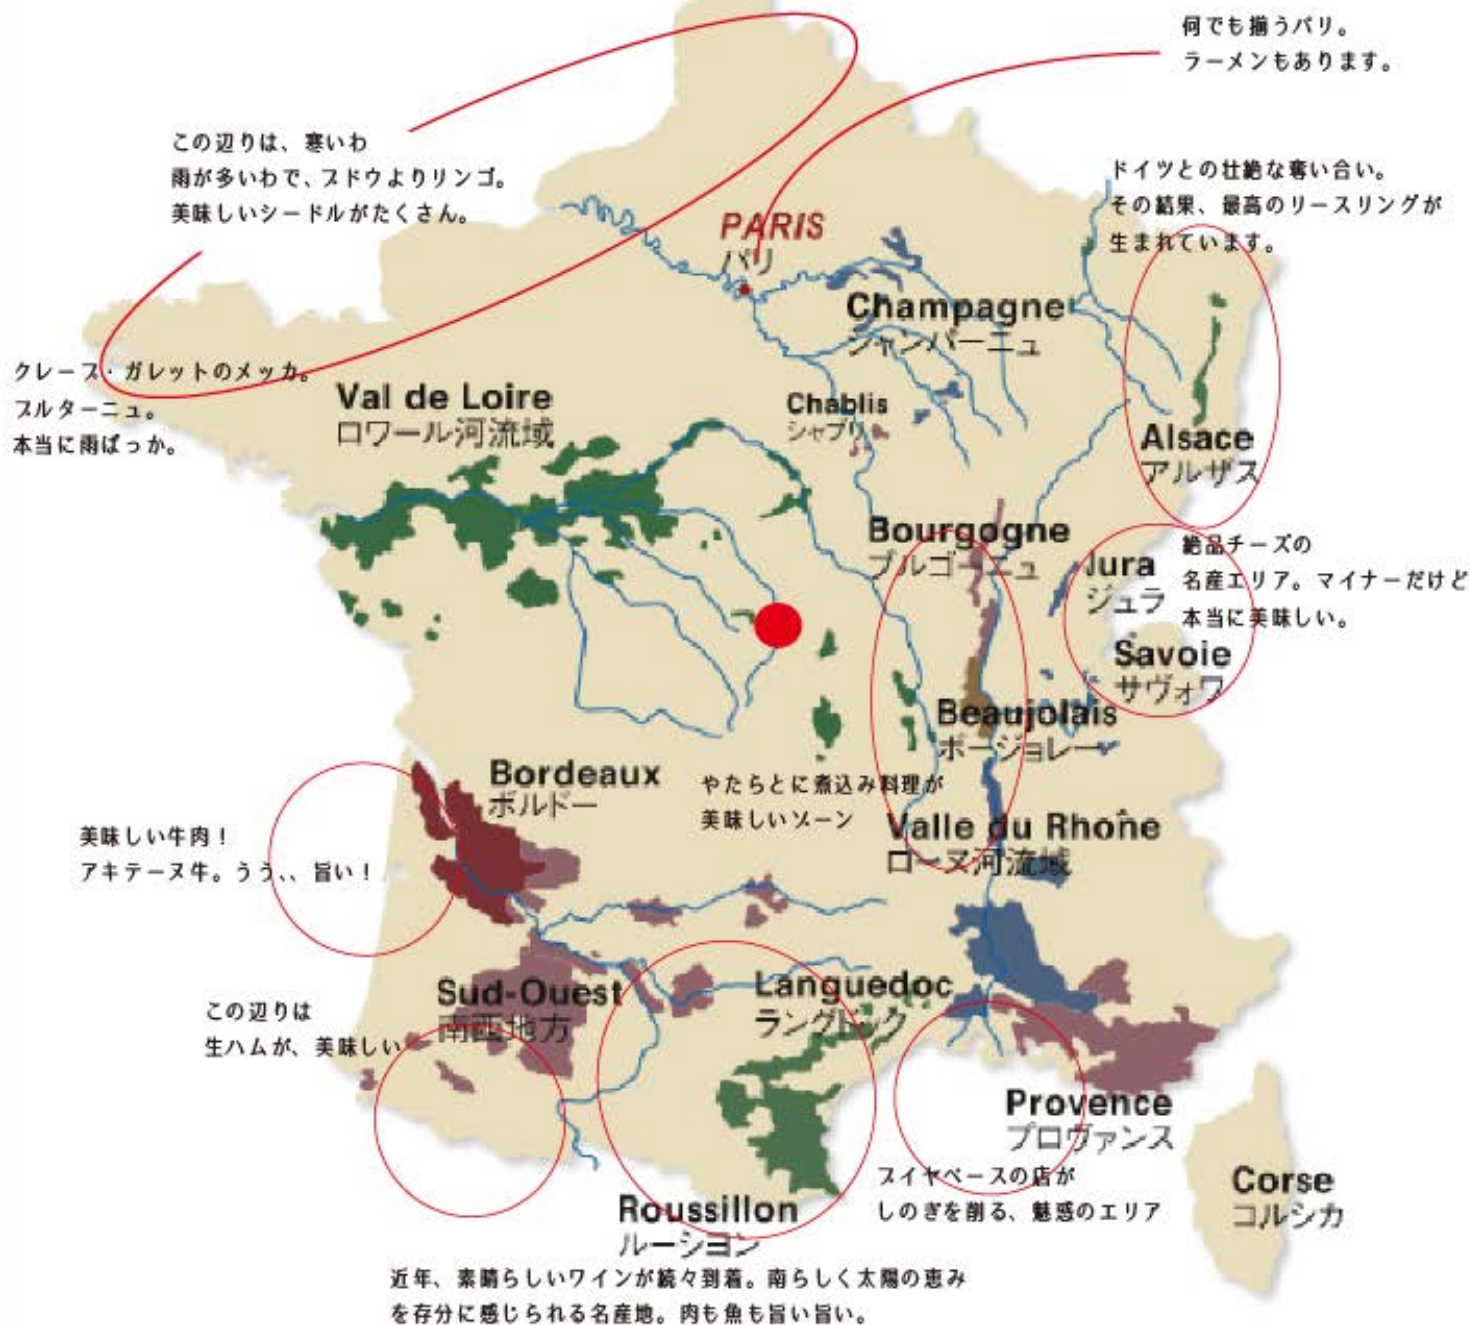 何でも揃うパリ。
ラーメンもあります。
この辺りは、寒いわ
雨が多いわで、ブドウよりリンゴ。
美味しいシードルがたくさん。
ドイツとの壮絶な奪い合い。
その結果、最高のリースリングが
生まれています。
PARIS
パリ
Champagne
シャンパーニュ
クレープ・ガレットのメッカ。
ブルターニュ。
本当に雨ばっか。
Val de Loire
ロワール河流域
Chablis
シャブリ
Alsace
アルザス
Bourgogne
ブルゴーニュ
Jura
ジュラ
絶品チーズの
名産エリア。マイナーだけど
本当に美味しい。
Savoie
サヴォワ
Beaujolais
ボージョレー
Bordeaux
ボルドー
やたらとに煮込み料理が
美味しいゾーン
Valle du Rhone
ローヌ河流域
美味しい牛肉！
アキテーヌ牛。うう、、旨い！
Sud-Ouest
南西地方
Languedoc
ラングドック
この辺りは
生ハムが、美味しい
Provence
プロヴァンス
ブイヤベースの店が
しのぎを削る、魅惑のエリア
Corse
コルシカ
Roussillon
ルーション
近年、素晴らしいワインが続々到着。南らしく太陽の恵み
を存分に感じられる名産地。肉も魚も旨い旨い。